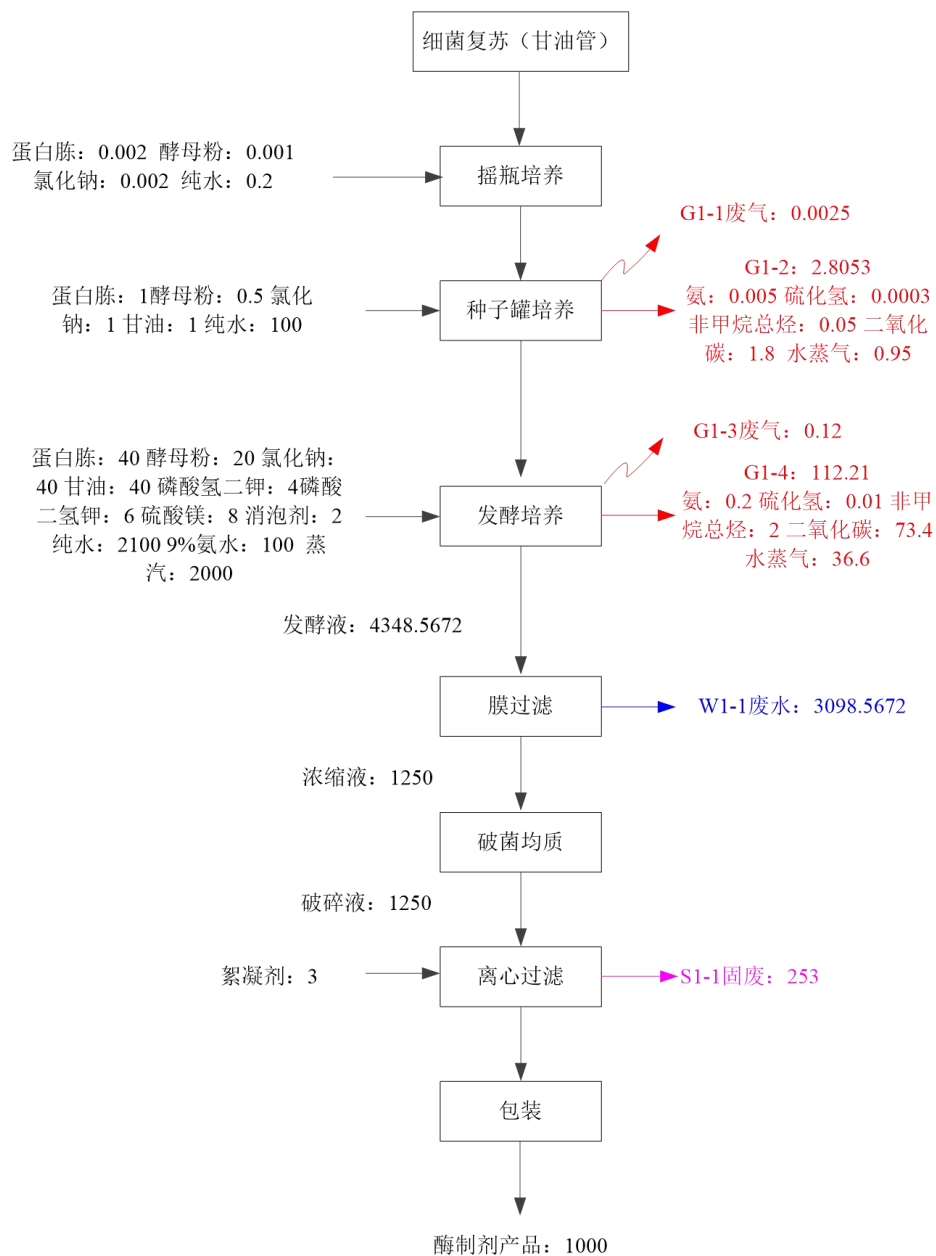 细菌复苏（甘油管）
蛋白胨：0.002 酵母粉：0.001
氯化钠：0.002 纯水：0.2
摇瓶培养
G1-1废气：0.0025
蛋白胨：1酵母粉：0.5 氯化
钠：1 甘油：1 纯水：100
种子罐培养
G1-2：2.8053
氨：0.005 硫化氢：0.0003
非甲烷总烃：0.05 二氧化
碳：1.8 水蒸气：0.95
G1-3废气：0.12
蛋白胨：40 酵母粉：20 氯化钠：
40 甘油：40 磷酸氢二钾：4磷酸
二氢钾：6 硫酸镁：8 消泡剂：2
纯水：2100 9%氨水：100 蒸
汽：2000
发酵培养
G1-4：112.21
氨：0.2 硫化氢：0.01 非甲
烷总烃：2 二氧化碳：73.4
水蒸气：36.6
发酵液：4348.5672
膜过滤
W1-1废水：3098.5672
浓缩液：1250
破菌均质
破碎液：1250
絮凝剂：3
离心过滤
S1-1固废：253
包装
酶制剂产品：1000